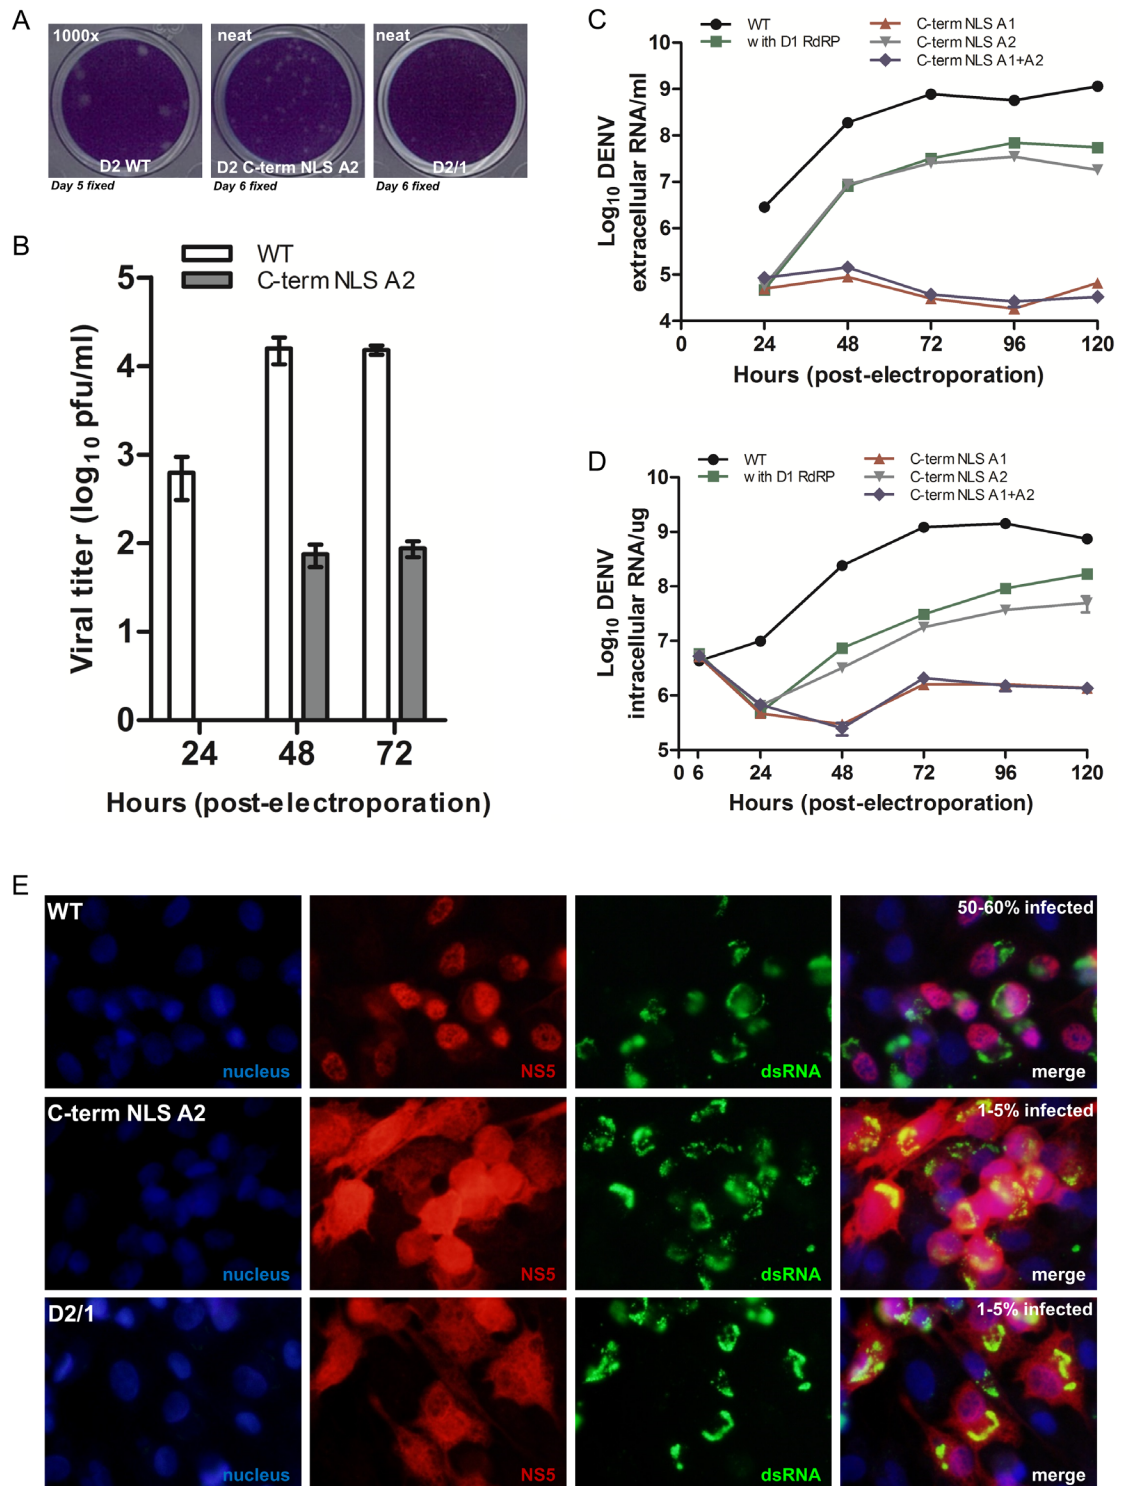 A
1000x
neat
neat
D2 WT
D2 C-term NLS A2
D2/1
Day 5 fixed
Day 6 fixed
Day 6 fixed
B
WT
C-term NLS A2
5
4
3
2
1
0
Viral titer (log10 pfu/ml)
24
48
72
Hours (post-electroporation)
C
WT
with D1 RdRP
C-term NLS A1
C-term NLS A2
C-term NLS A1+A2
10
9
8
7
6
5
4
Log10 DENV
extracellular RNA/ml
0
24
48
72
96
120
Hours (post-electroporation)
D
WT
with D1 RdRP
C-term NLS A1
C-term NLS A2
C-term NLS A1+A2
10
9
8
7
6
5
Log10 DENV
intracellular RNA/ug
0
6
24
48
72
96
120
Hours (post-electroporation)
E
WT
50-60% infected
nucleus
NS5
dsRNA
merge
C-term NLS A2
1-5% infected
nucleus
NS5
dsRNA
merge
D2/1
1-5% infected
nucleus
NS5
dsRNA
merge